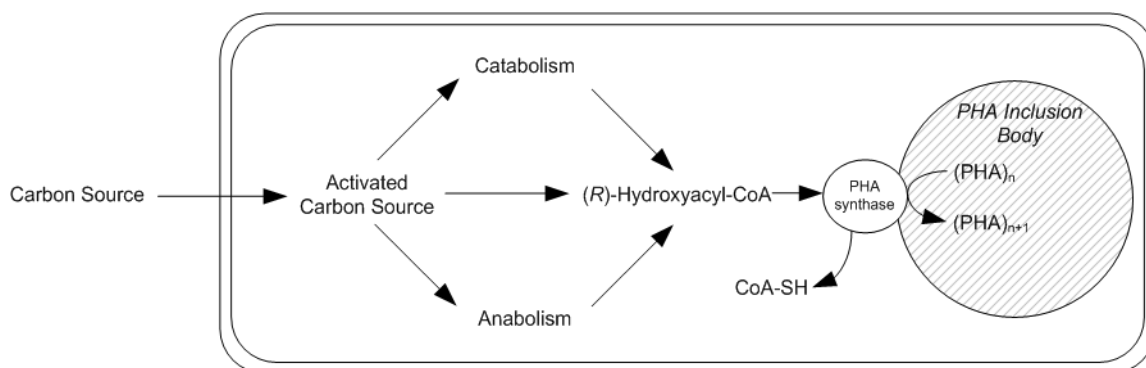 Catabolism
PHA Inclusion
Body
Carbon Source
Activated
Carbon Source
(R)-Hydroxyacyl-CoA
PHA
synthase
(PHA)n
(PHA)n+1
CoA-SH
Anabolism